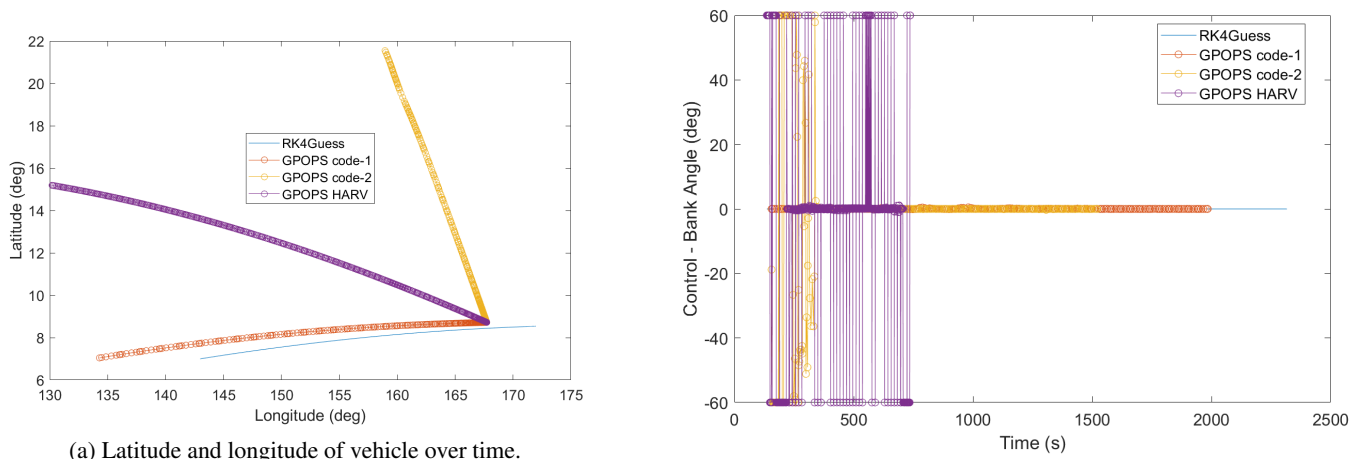 22
20
18
16
14
12
10
8
6
Latitude (deg)
RK4Guess
GPOPS code-1
GPOPS code-2
GPOPS HARV
130 135 140 145 150 155 160 165 170 175
Longitude (deg)
(a) Latitude and longitude of vehicle over time.
60
40
20
0
-20
-40
-60
Control - Bank Angle (deg)
RK4Guess
GPOPS code-1
GPOPS code-2
GPOPS HARV
0 500 1000 1500 2000 2500
Time (s)